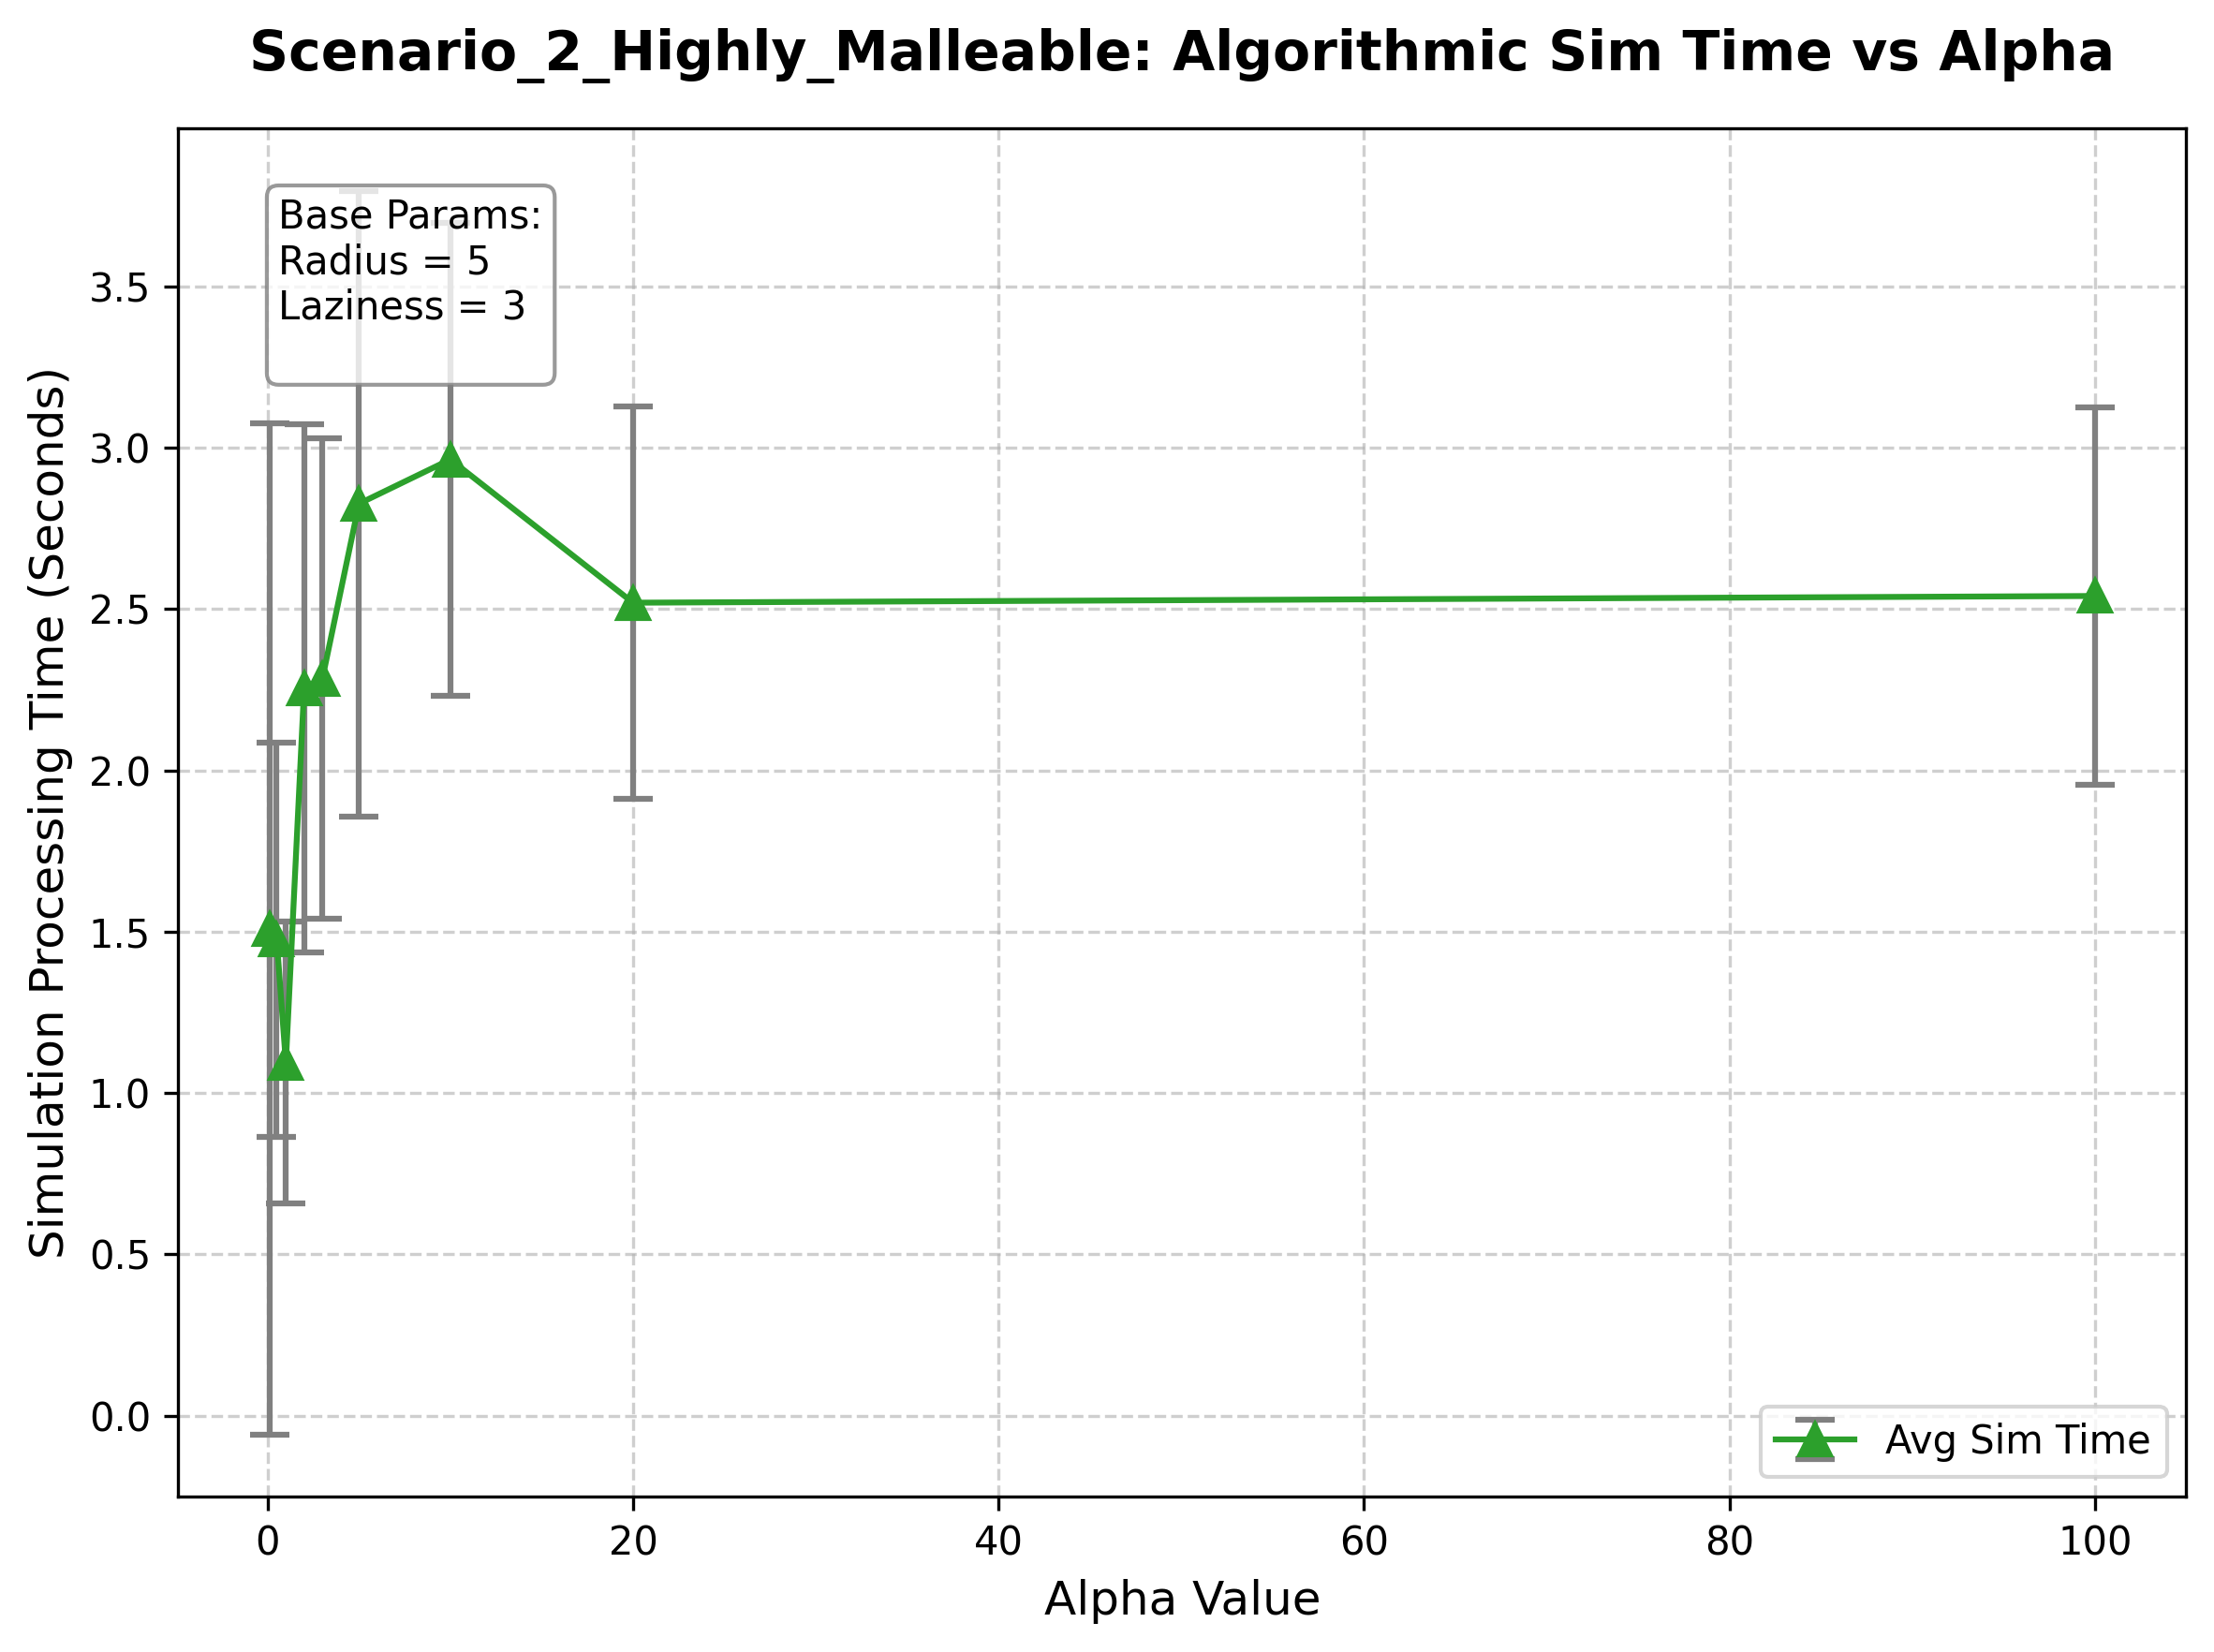 Scenario_2_Highly_Malleable: Algorithmic Sim Time vs Alpha
Base Params:
Radius = 5
Laziness = 3
Simulation Processing Time (Seconds)
3.5
3.0
2.5
2.0
1.5
1.0
0.5
0.0
Avg Sim Time
0 20 40 60 80 100
Alpha Value